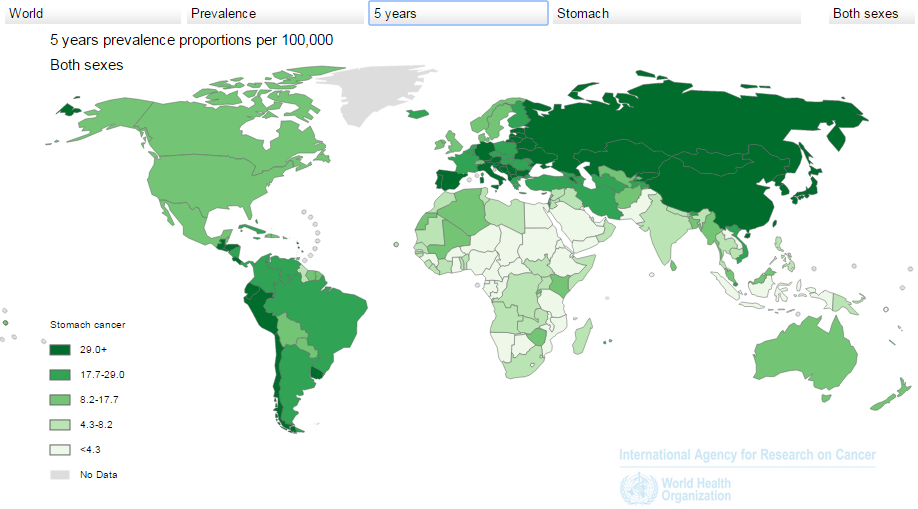 World
Prevalence
5 years
Stomach
Both sexes
5 years prevalence proportions per 100,000
Both sexes
Stomach cancer
29.0+
17.7-29.0
8.2-17.7
4.3-8.2
<4.3
No Data
International Agency for Research on Cancer
World Health
Organization